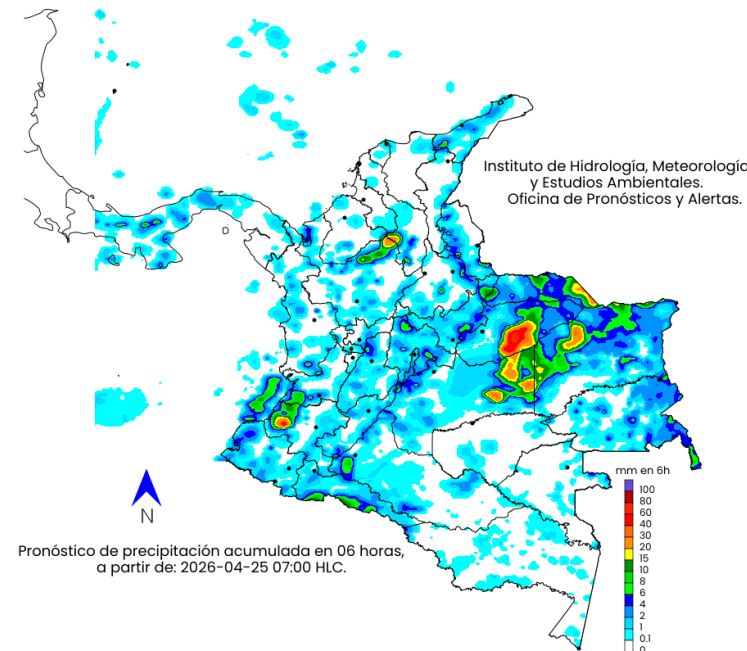 Instituto de Hidrología, Meteorología
y Estudios Ambientales.
Oficina de Pronósticos y Alertas.
mm en 6h
100
80
60
40
30
20
15
10
8
6
4
2
1
0.1
0
N
Pronóstico de precipitación acumulada en 06 horas,
a partir de: 2026-04-25 07:00 HLC.